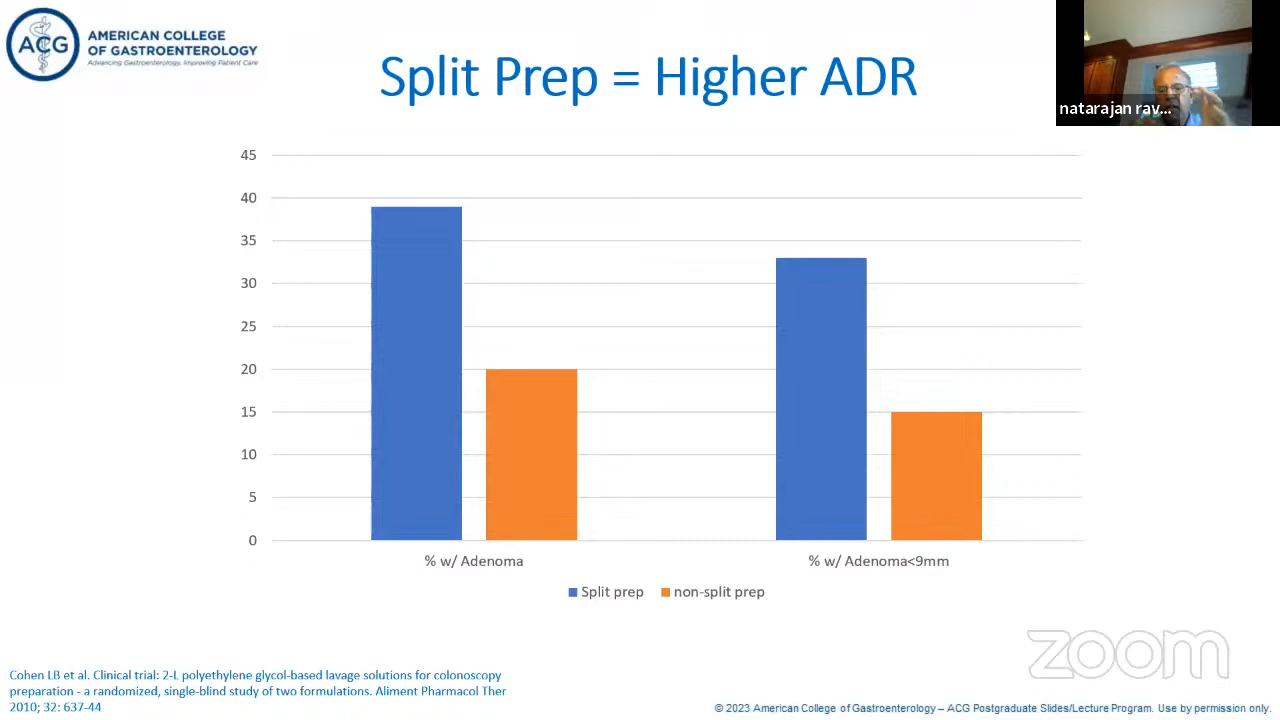 ACG
AMERICAN COLLEGE
OF GASTROENTEROLOGY
Advancing Gastroenterology, Improving Patient Care
Split Prep = Higher ADR
natarajan rav...
45
40
35
30
25
20
15
10
5
0
% w/ Adenoma
% w/ Adenoma<9mm
Split prep
non-split prep
zoom
Cohen LB et al. Clinical trial: 2-L polyethylene glycol-based lavage solutions for colonoscopy
preparation - a randomized, single-blind study of two formulations. Aliment Pharmacol Ther
2010; 32: 637-44
© 2023 American College of Gastroenterology – ACG Postgraduate Slides/Lecture Program. Use by permission only.